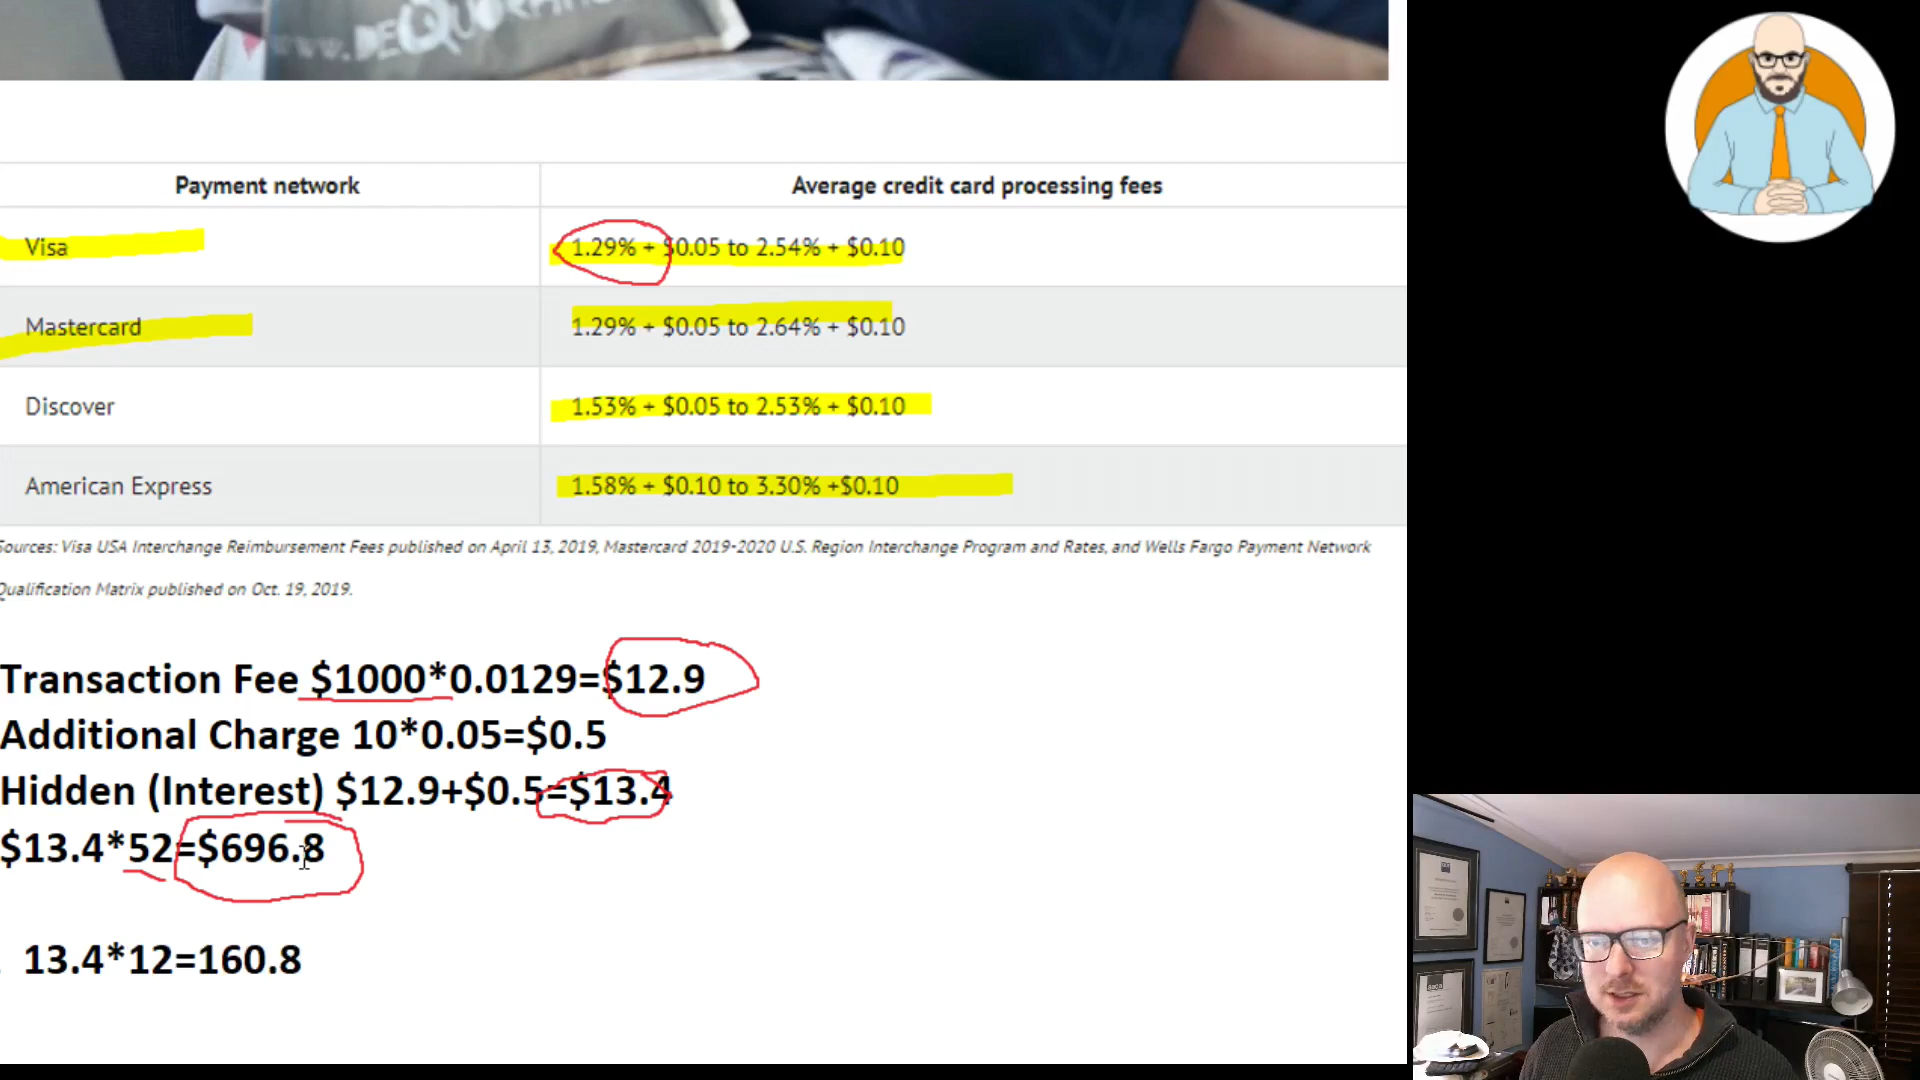 www.DEQUORATIV
Payment network
Average credit card processing fees
Visa
1.29% + $0.05 to 2.54% + $0.10
Mastercard
1.29% + $0.05 to 2.64% + $0.10
Discover
1.53% + $0.05 to 2.53% + $0.10
American Express
1.58% + $0.10 to 3.30% +$0.10
Sources: Visa USA Interchange Reimbursement Fees published on April 13, 2019, Mastercard 2019-2020 U.S. Region Interchange Program and Rates, and Wells Fargo Payment Network
Qualification Matrix published on Oct. 19, 2019.
Transaction Fee $1000*0.0129=$12.9
Additional Charge 10*0.05=$0.5
Hidden (Interest) $12.9+$0.5=$13.4
$13.4*52=$696.8
13.4*12=160.8